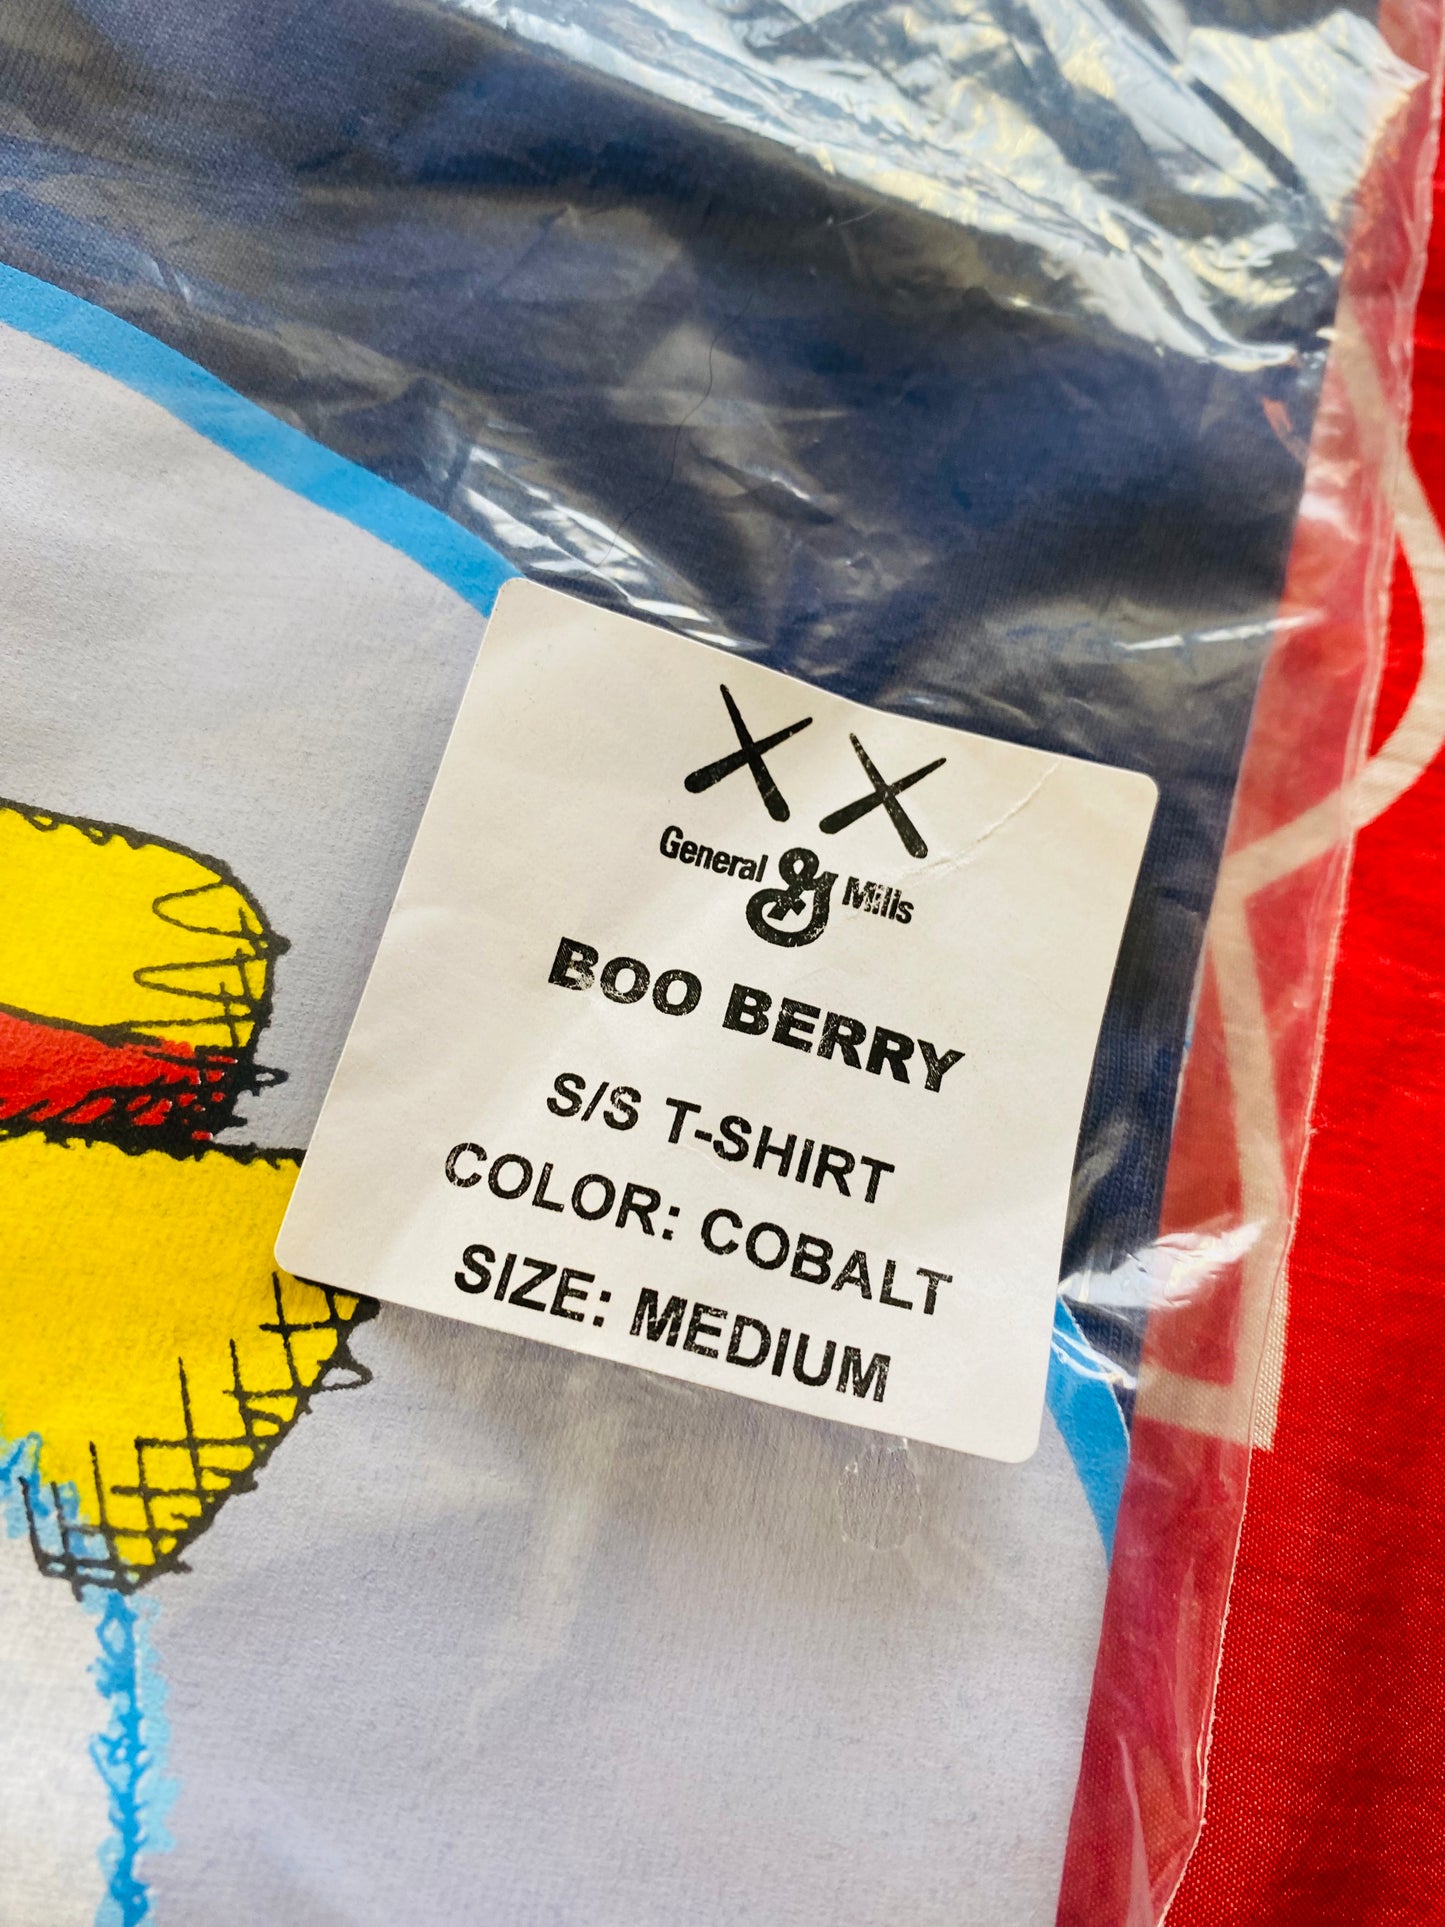 XX
General Mills
BOO BERRY
S/S T-SHIRT
COLOR: COBALT
SIZE: MEDIUM